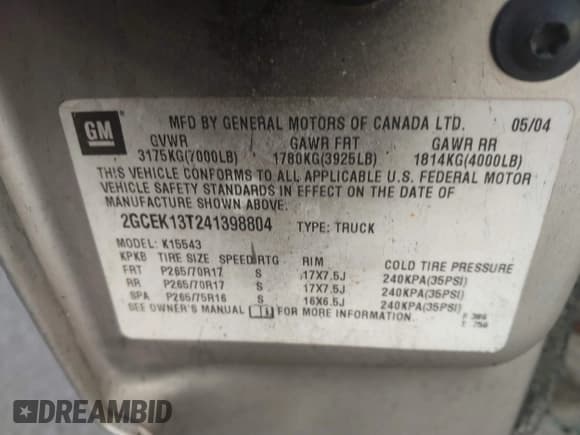 GM
MFD BY GENERAL MOTORS OF CANADA LTD. 05/04
GVWR GAWR FRT GAWR RR
3175KG(7000LB) 1780KG(3925LB) 1814KG(4000LB)
THIS VEHICLE CONFORMS TO ALL APPLICABLE U.S. FEDERAL MOTOR
VEHICLE SAFETY STANDARDS IN EFFECT ON THE DATE OF
MANUFACTURE SHOWN ABOVE.
2GCEK13T241398804 TYPE: TRUCK
MODEL: K15543
KPKB TIRE SIZE SPEED RTG RIM COLD TIRE PRESSURE
FRT P265/70R17 S 17X7.5J 240KPA(35PSI)
RR P265/70R17 S 17X7.5J 240KPA(35PSI)
SPA P265/75R16 S 16X6.5J 240KPA(35PSI)
SEE OWNER'S MANUAL FOR MORE INFORMATION.
DREAMBID